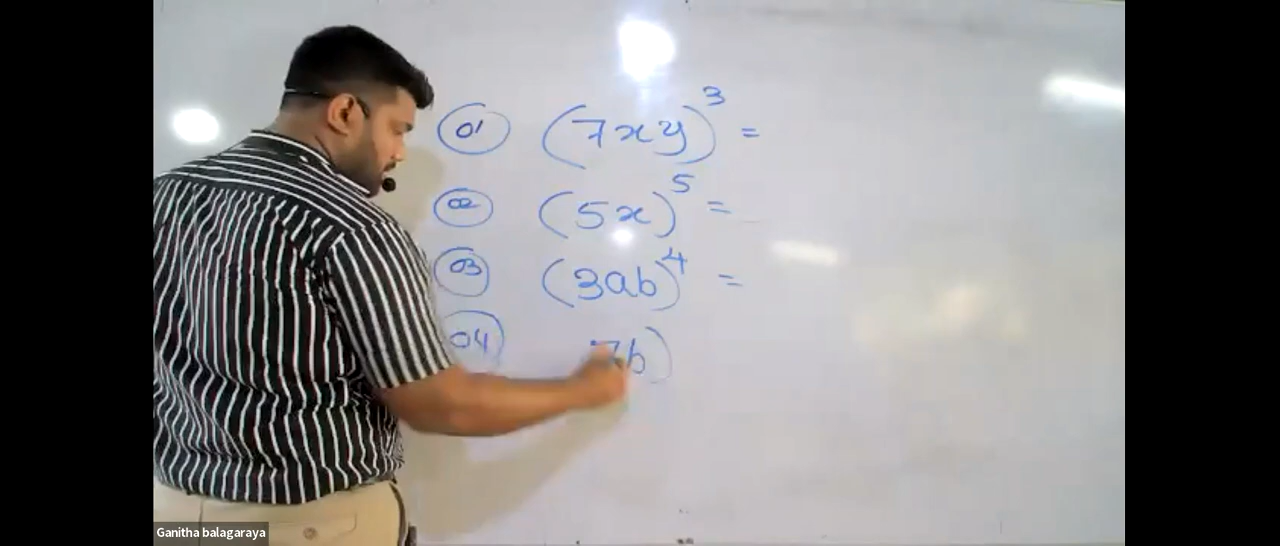 01 (7xy)³ =
02 (5x)⁵ =
03 (3ab)⁴ =
04 7b)
Ganitha balagaraya